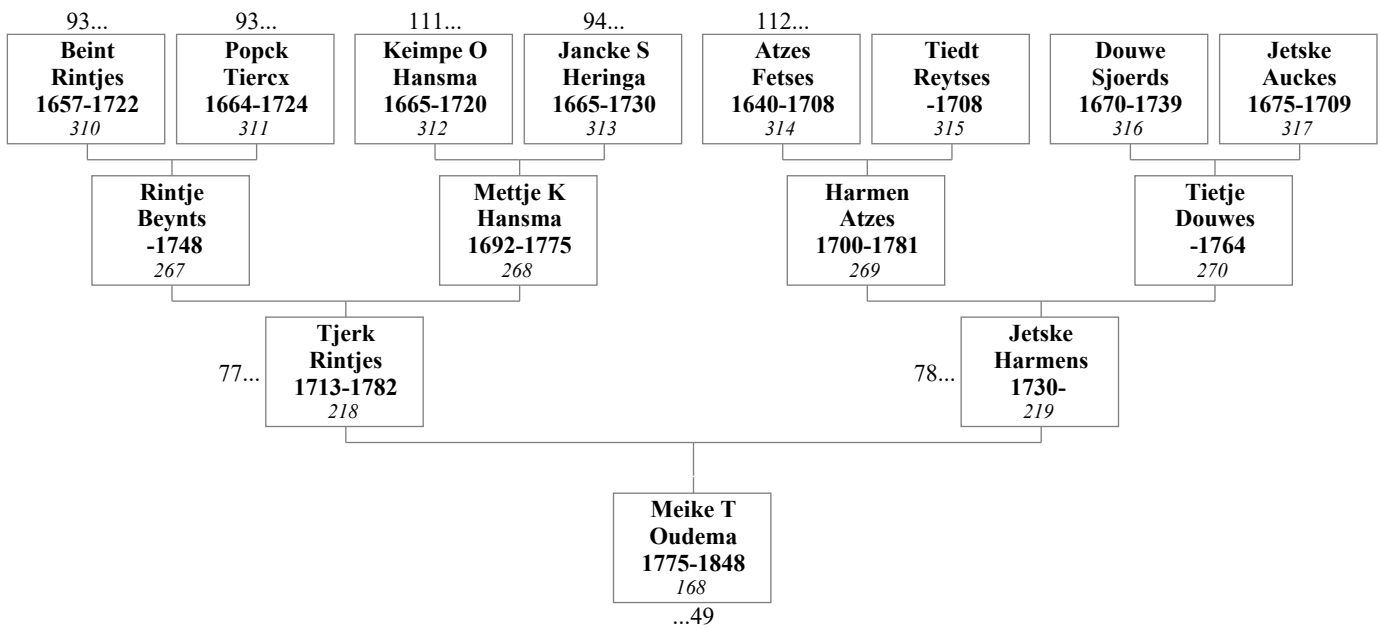 93...
93...
111...
94...
112...
Beint
Rintjes
1657-1722
310
Popck
Tiercx
1664-1724
311
Keimpe O
Hansma
1665-1720
312
Jancke S
Heringa
1665-1730
313
Atzes
Fetses
1640-1708
314
Tiedt
Reytses
-1708
315
Douwe
Sjoerds
1670-1739
316
Jetske
Auckes
1675-1709
317
Rintje
Beynts
-1748
267
Mettje K
Hansma
1692-1775
268
Harmen
Atzes
1700-1781
269
Tietje
Douwes
-1764
270
77...
Tjerk
Rintjes
1713-1782
218
78...
Jetske
Harmens
1730-
219
Meike T
Oudema
1775-1848
168
...49